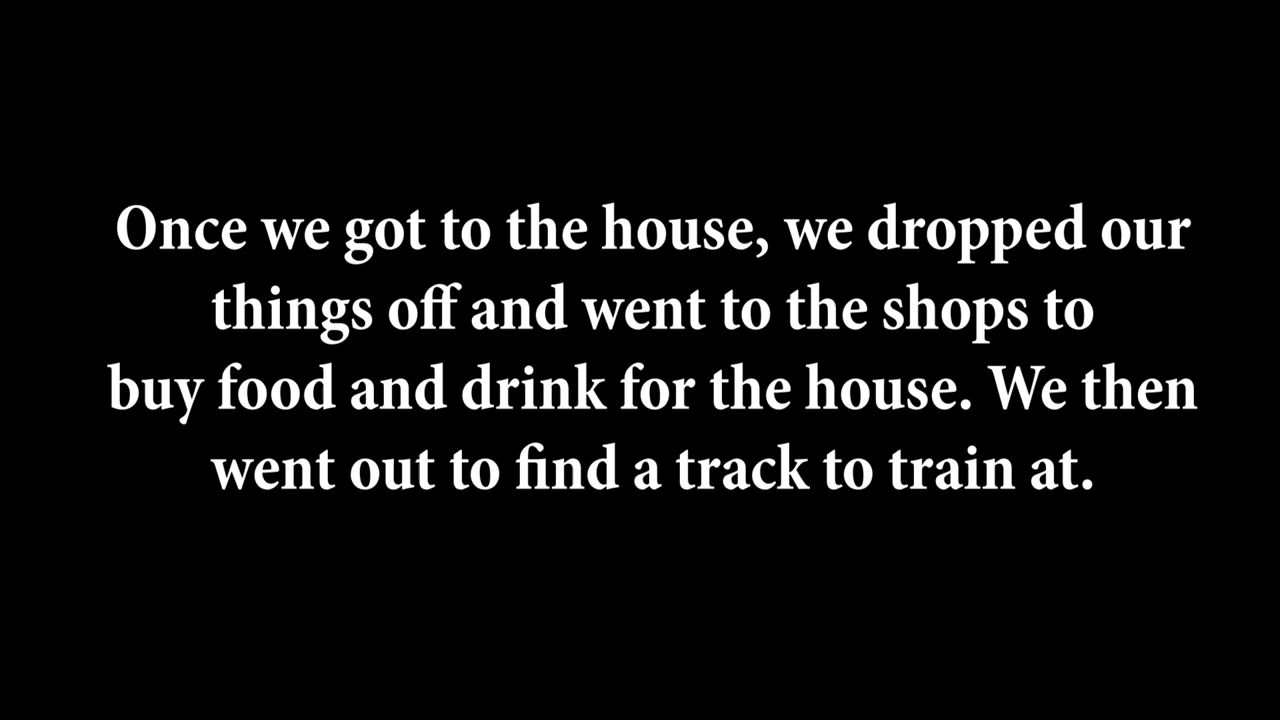 Once we got to the house, we dropped our
things off and went to the shops to
buy food and drink for the house. We then
went out to find a track to train at.